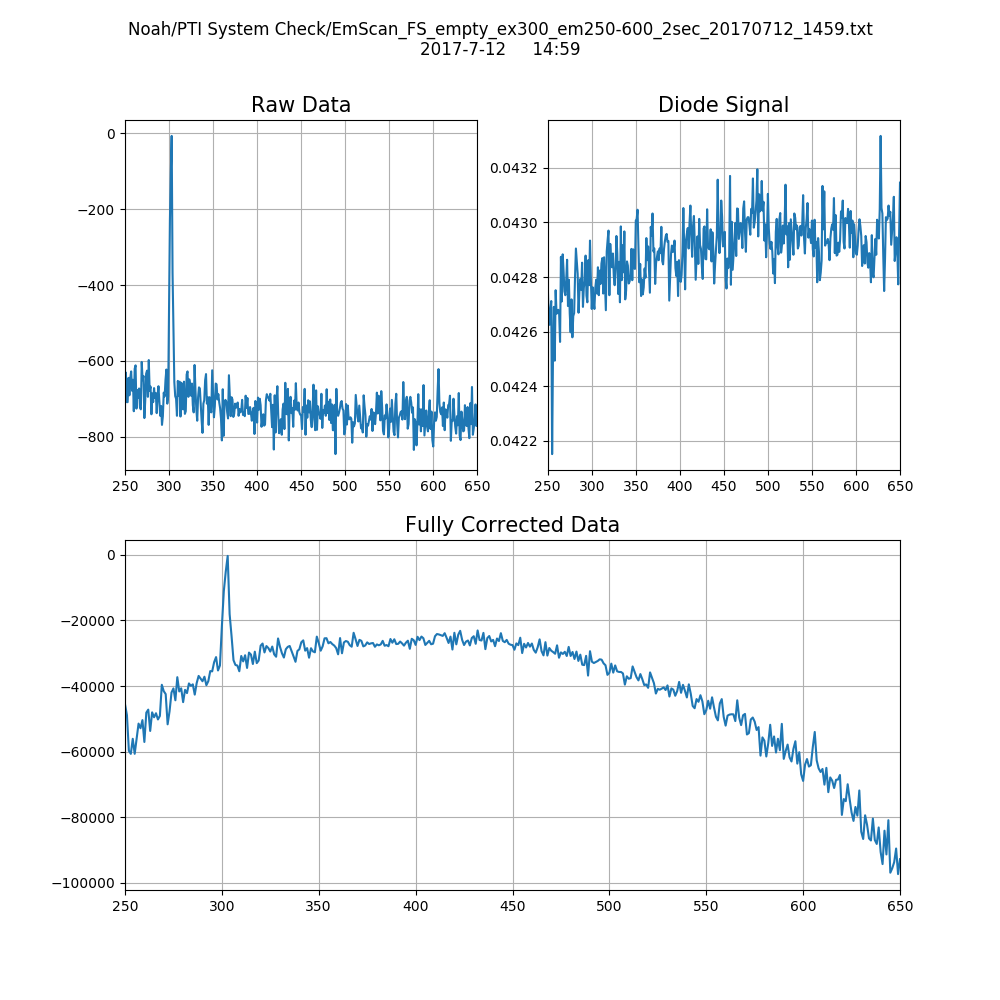 Noah/PTI System Check/EmScan_FS_empty_ex300_em250-600_2sec_20170712_1459.txt
2017-7-12 14:59
Raw Data
0
−200
−400
−600
−800
250 300 350 400 450 500 550 600 650
Diode Signal
0.0432
0.0430
0.0428
0.0426
0.0424
0.0422
250 300 350 400 450 500 550 600 650
Fully Corrected Data
0
−20000
−40000
−60000
−80000
−100000
250 300 350 400 450 500 550 600 650